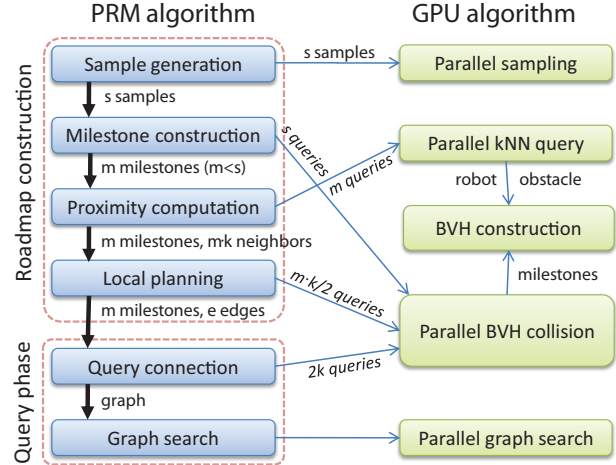 PRM algorithm
GPU algorithm
Roadmap construction
Sample generation
s samples
Parallel sampling
s samples
Milestone construction
s queries
Parallel kNN query
m milestones (m<s)
m queries
robot
obstacle
Proximity computation
BVH construction
m milestones, m·k neighbors
milestones
Local planning
m·k/2 queries
Parallel BVH collision
m milestones, e edges
Query phase
Query connection
2k queries
graph
Graph search
Parallel graph search